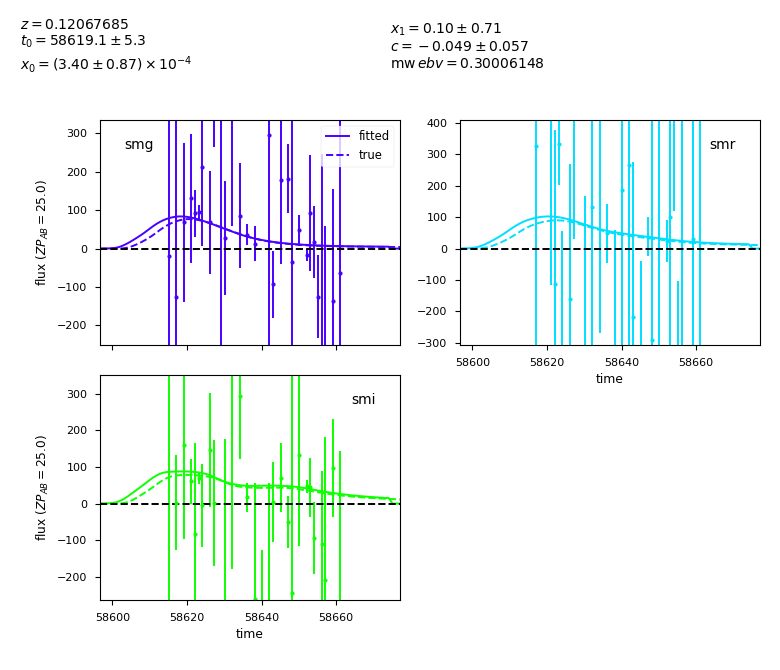 z = 0.12067685
t₀ = 58619.1 ± 5.3
x₀ = (3.40 ± 0.87) × 10⁻⁴
x₁ = 0.10 ± 0.71
c = −0.049 ± 0.057
mw ebv = 0.30006148
smg
fitted
true
300
200
100
0
−100
−200
flux (ZP_AB = 25.0)
smr
400
300
200
100
0
−100
−200
−300
58600
58620
58640
58660
time
smi
300
200
100
0
−100
−200
flux (ZP_AB = 25.0)
58600
58620
58640
58660
time